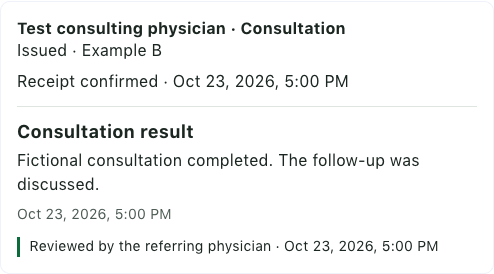 Test consulting physician · Consultation
Issued · Example B
Receipt confirmed · Oct 23, 2026, 5:00 PM
Consultation result
Fictional consultation completed. The follow-up was
discussed.
Oct 23, 2026, 5:00 PM
Reviewed by the referring physician · Oct 23, 2026, 5:00 PM